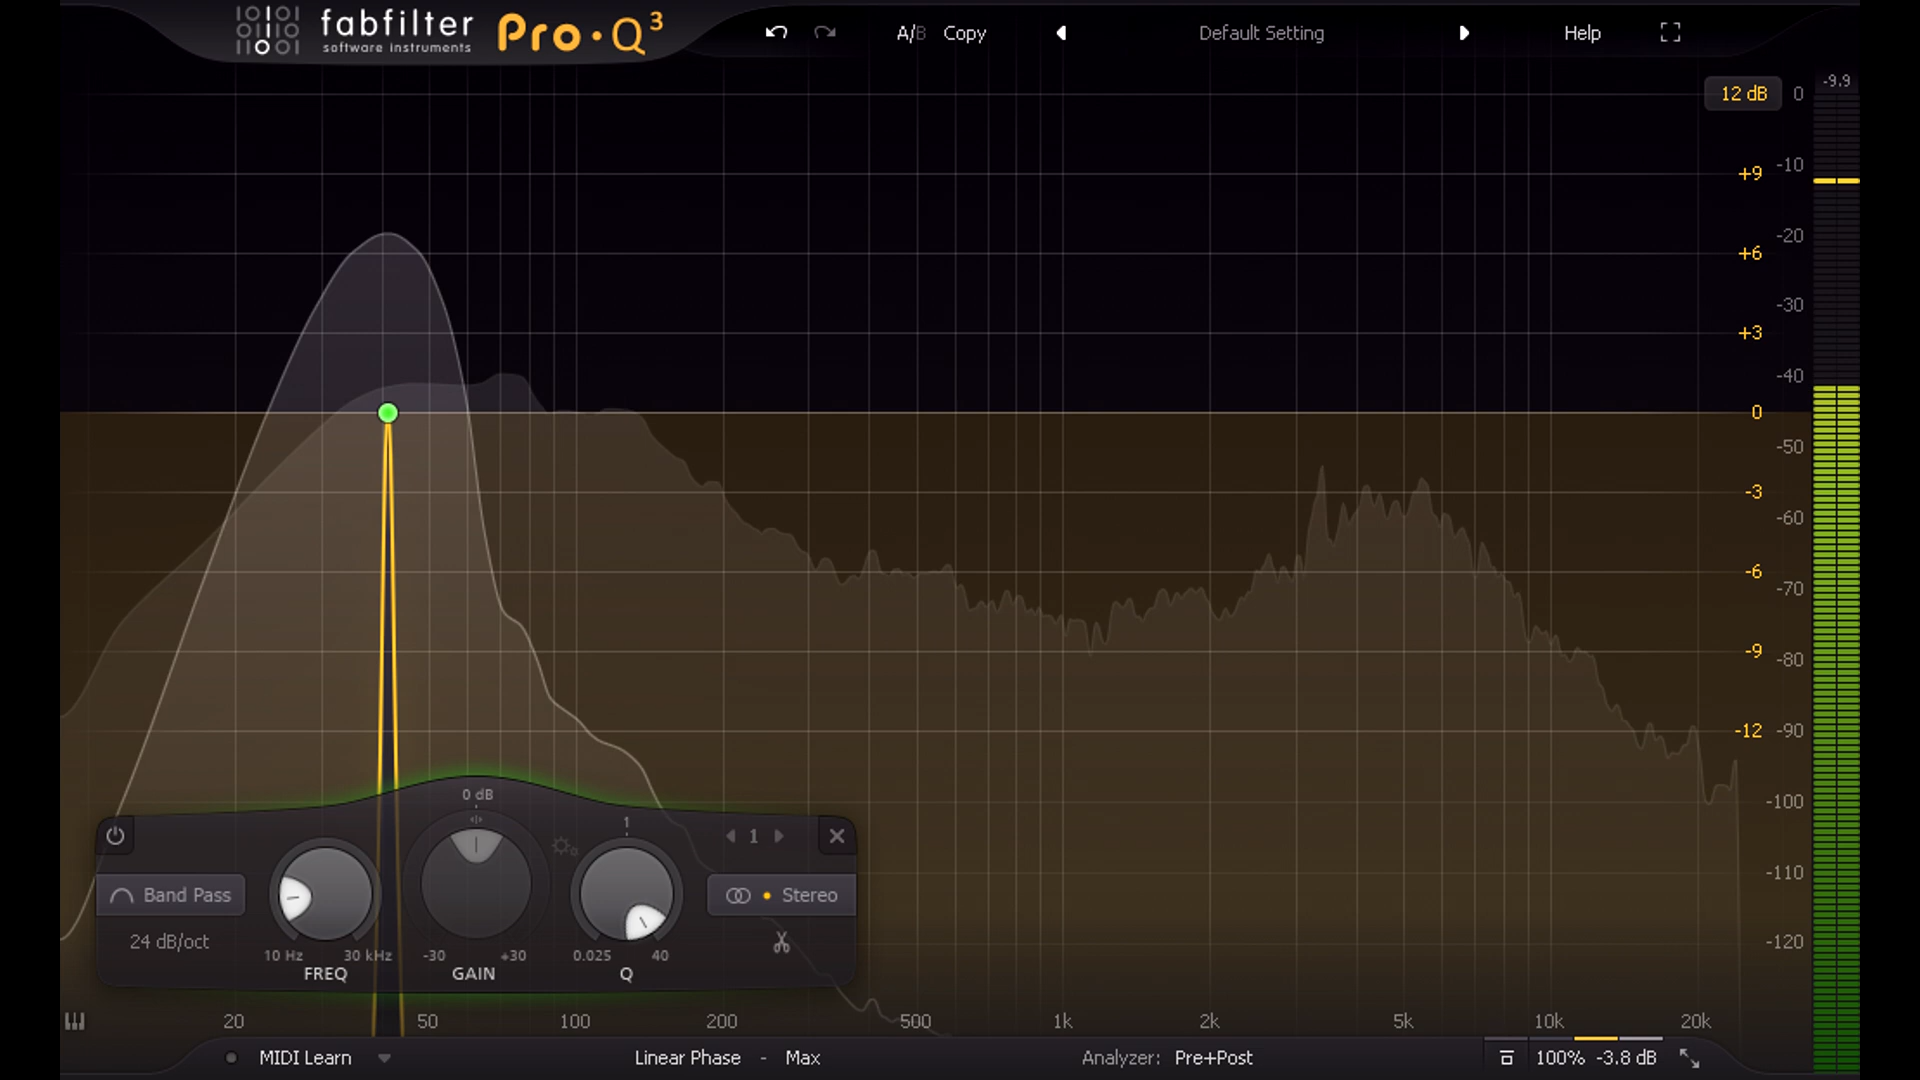 fabfilter
software instruments
Pro·Q³
A/B Copy
Default Setting
Help
12 dB 0 -9.9
+9 -10
+6 -20
-30
+3
-40
0
-50
-3
-60
-6
-70
-9 -80
-12 -90
-100
-110
-120
0 dB
1
1
Band Pass
Stereo
24 dB/oct
10 Hz 30 kHz -30 +30 0.025 40
FREQ GAIN Q
20 50 100 200 500 1k 2k 5k 10k 20k
MIDI Learn
Linear Phase - Max
Analyzer: Pre+Post
100% -3.8 dB